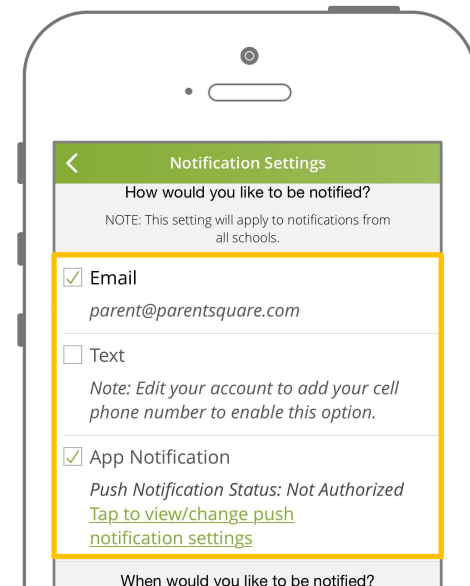 Notification Settings
How would you like to be notified?
NOTE: This setting will apply to notifications from
all schools.
Email
parent@parentsquare.com
Text
Note: Edit your account to add your cell
phone number to enable this option.
App Notification
Push Notification Status: Not Authorized
Tap to view/change push
notification settings
When would you like to be notified?